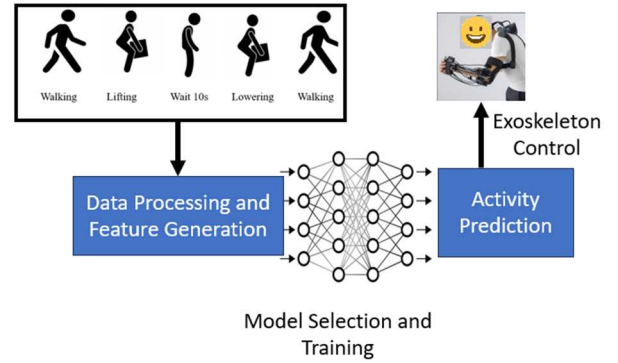 Walking Lifting Wait 10s Lowering Walking
Exoskeleton
Control
Data Processing and
Feature Generation
Activity
Prediction
Model Selection and
Training